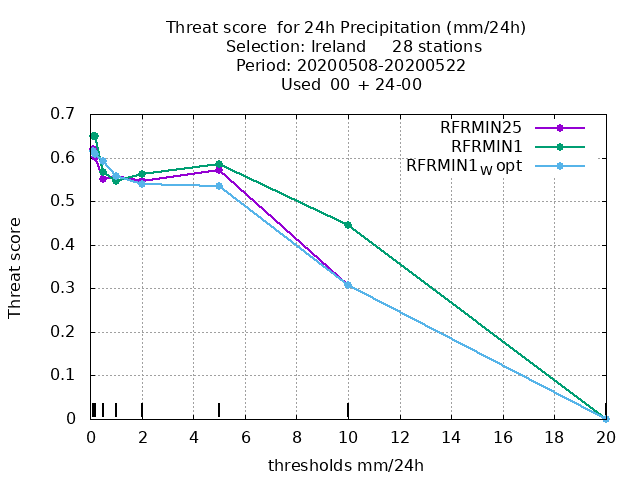 Threat score  for 24h Precipitation (mm/24h)
Selection: Ireland     28 stations
Period: 20200508-20200522
Used  00 + 24-00
RFRMIN25
RFRMIN1
RFRMIN1W opt
0.7
0.6
0.5
0.4
0.3
0.2
0.1
0
Threat score
0 2 4 6 8 10 12 14 16 18 20
thresholds mm/24h